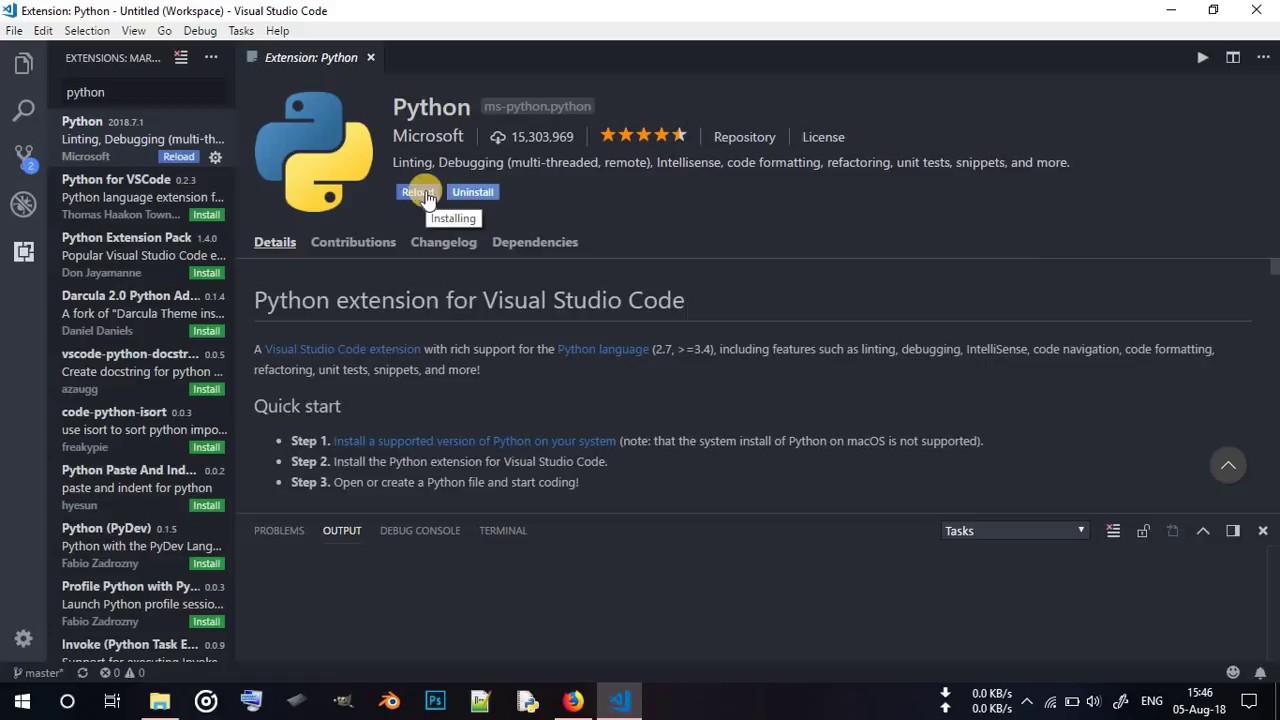 Extension: Python - Untitled (Workspace) - Visual Studio Code
File Edit Selection View Go Debug Tasks Help
EXTENSIONS: MAR...
python
Python 2018.7.1
Linting, Debugging (multi-th...
Microsoft Reload
Python for VSCode 0.2.3
Python language extension f...
Thomas Haakon Town... Install
Python Extension Pack 1.4.0
Popular Visual Studio Code e...
Don Jayamanne Install
Darcula 2.0 Python Ad... 0.1.4
A fork of "Darcula Theme ins...
Daniel Daniels Install
vscode-python-docstr... 0.0.5
Create docstring for python ...
azaugg Install
code-python-isort 0.0.3
use isort to sort python impo...
freakypie Install
Python Paste And Ind... 0.0.2
paste and indent for python
hyesun Install
Python (PyDev) 0.1.5
Python with the PyDev Lang...
Fabio Zadrozny Install
Profile Python with Py... 0.0.3
Launch Python profile sessio...
Fabio Zadrozny Install
Invoke (Python Task E... 0.0.9
Support for executing Invoke
Extension: Python
Python ms-python.python
Microsoft 15,303,969 Repository License
Linting, Debugging (multi-threaded, remote), Intellisense, code formatting, refactoring, unit tests, snippets, and more.
Reload Uninstall
Installing
Details Contributions Changelog Dependencies
Python extension for Visual Studio Code
A Visual Studio Code extension with rich support for the Python language (2.7, >=3.4), including features such as linting, debugging, IntelliSense, code navigation, code formatting,
refactoring, unit tests, snippets, and more!
Quick start
• Step 1. Install a supported version of Python on your system (note: that the system install of Python on macOS is not supported).
• Step 2. Install the Python extension for Visual Studio Code.
• Step 3. Open or create a Python file and start coding!
PROBLEMS OUTPUT DEBUG CONSOLE TERMINAL Tasks
2
master* 0 0
Ps
0.0 KB/s
0.0 KB/s
ENG
15:46
05-Aug-18